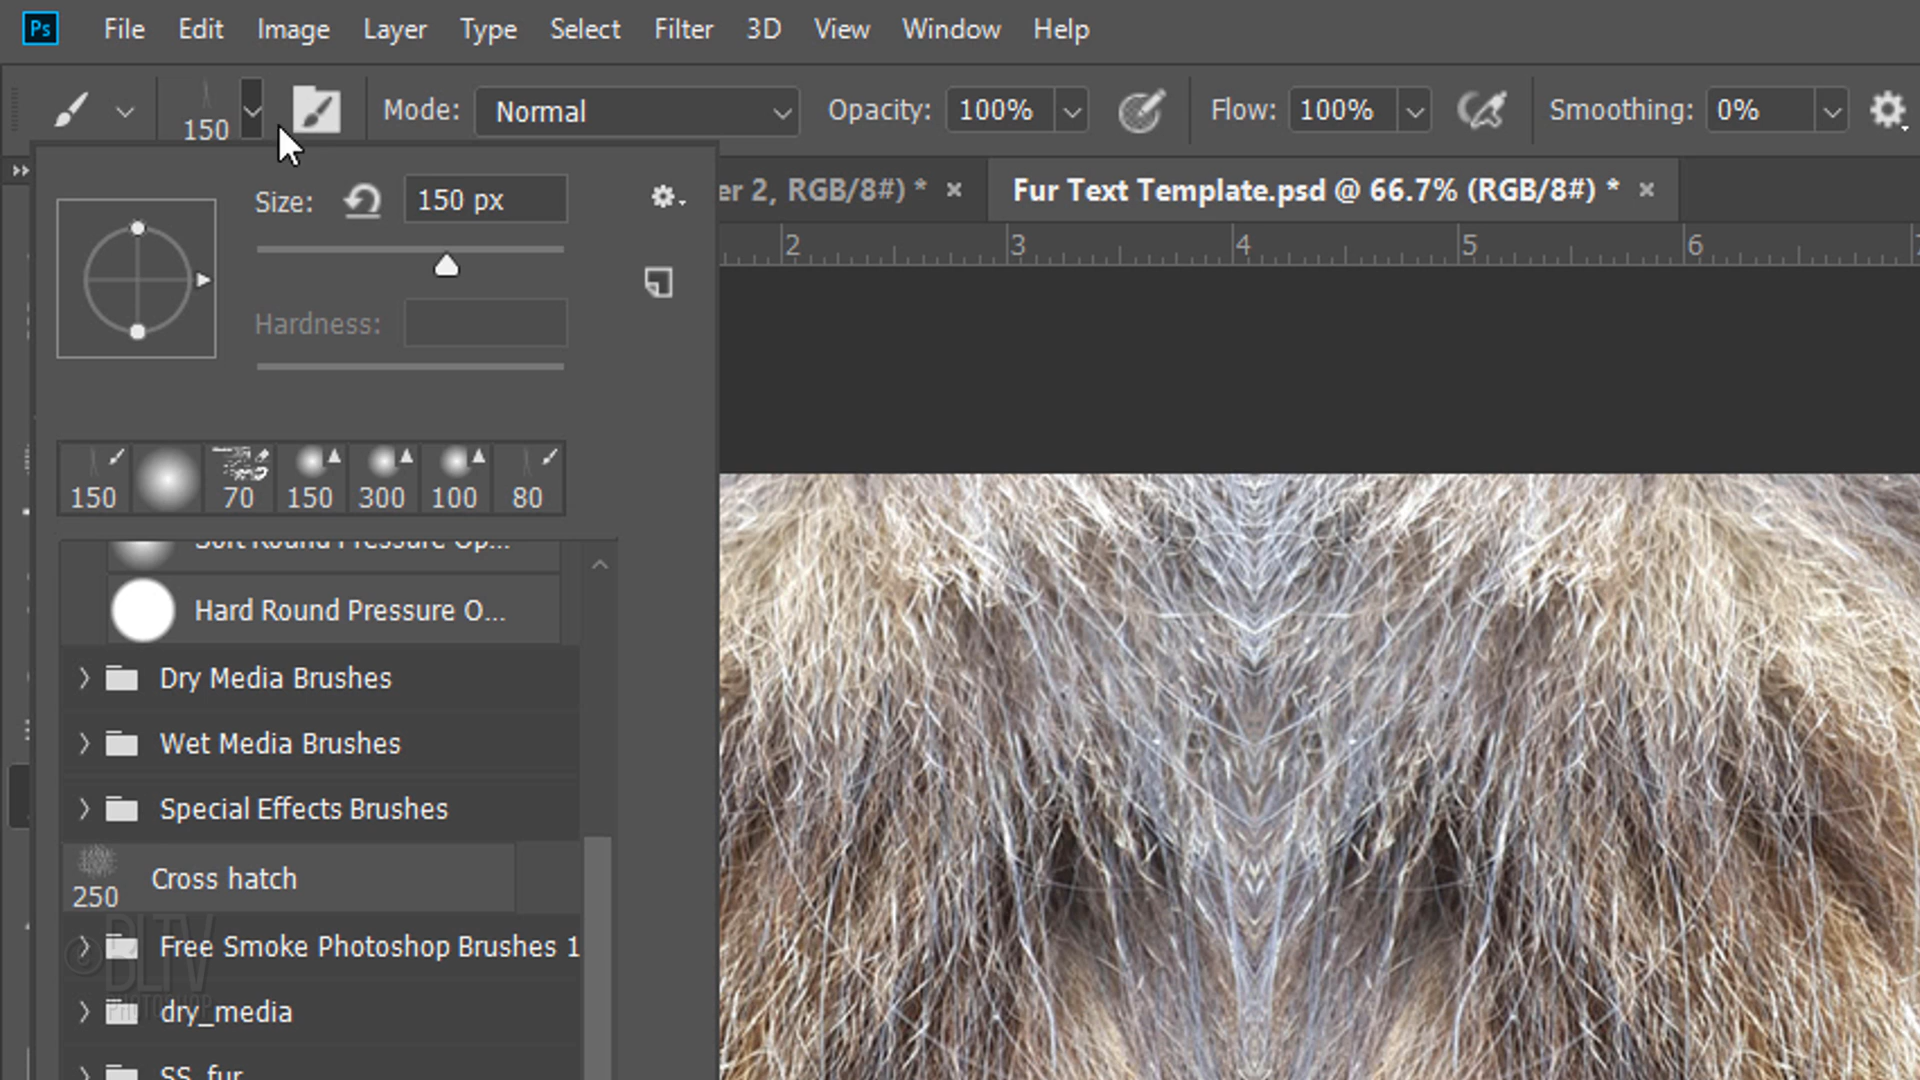 Ps File Edit Image Layer Type Select Filter 3D View Window Help
150 Mode: Normal Opacity: 100% Flow: 100% Smoothing: 0%
er 2, RGB/8#) * × Fur Text Template.psd @ 66.7% (RGB/8#) * ×
Size: 150 px
2 3 4 5 6
Hardness:
150 70 150 300 100 80
Soft Round Pressure Op...
Hard Round Pressure O...
Dry Media Brushes
Wet Media Brushes
Special Effects Brushes
250 Cross hatch
Free Smoke Photoshop Brushes 1
dry_media
SS_fur
BLTV
PHOTOSHOP